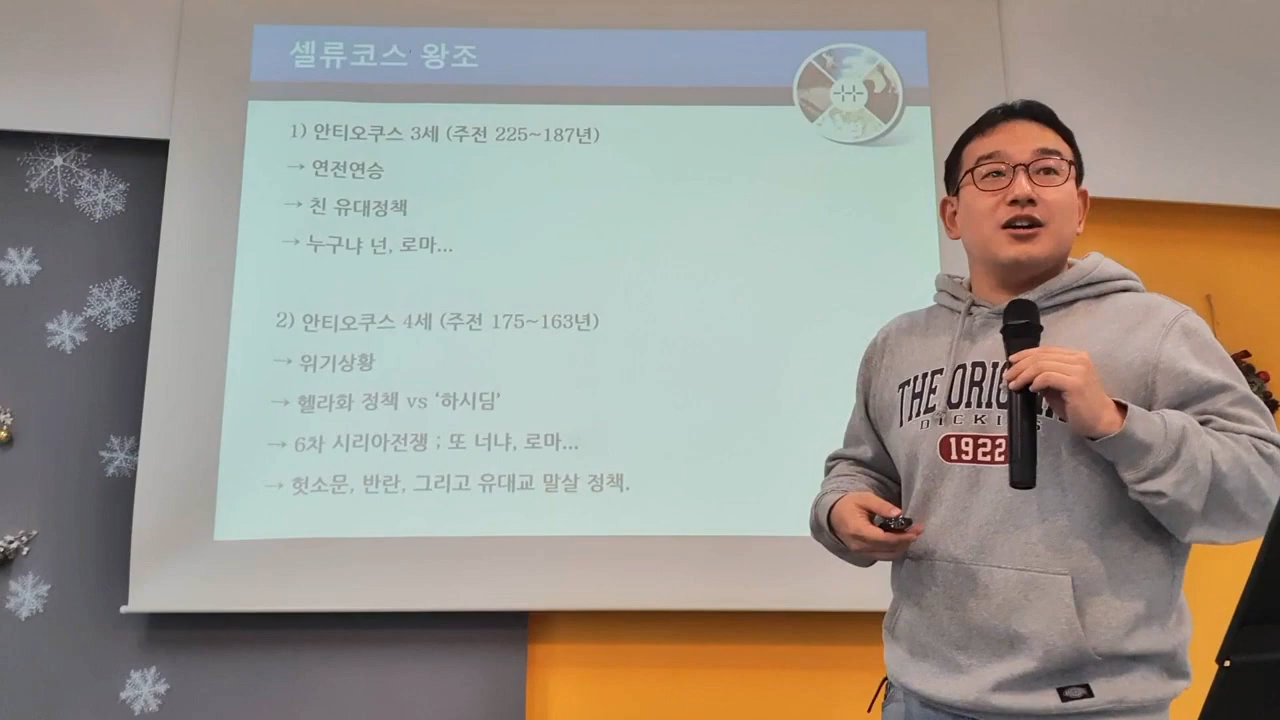 셀류코스 왕조
1) 안티오쿠스 3세 (주전 225~187년)
→ 연전연승
→ 친 유대정책
→ 누구냐 넌, 로마...
2) 안티오쿠스 4세 (주전 175~163년)
→ 위기상황
→ 헬라화 정책 vs ‘하시딤’
→ 6차 시리아전쟁 ; 또 너냐, 로마...
→ 헛소문, 반란, 그리고 유대교 말살 정책.
THE
1922